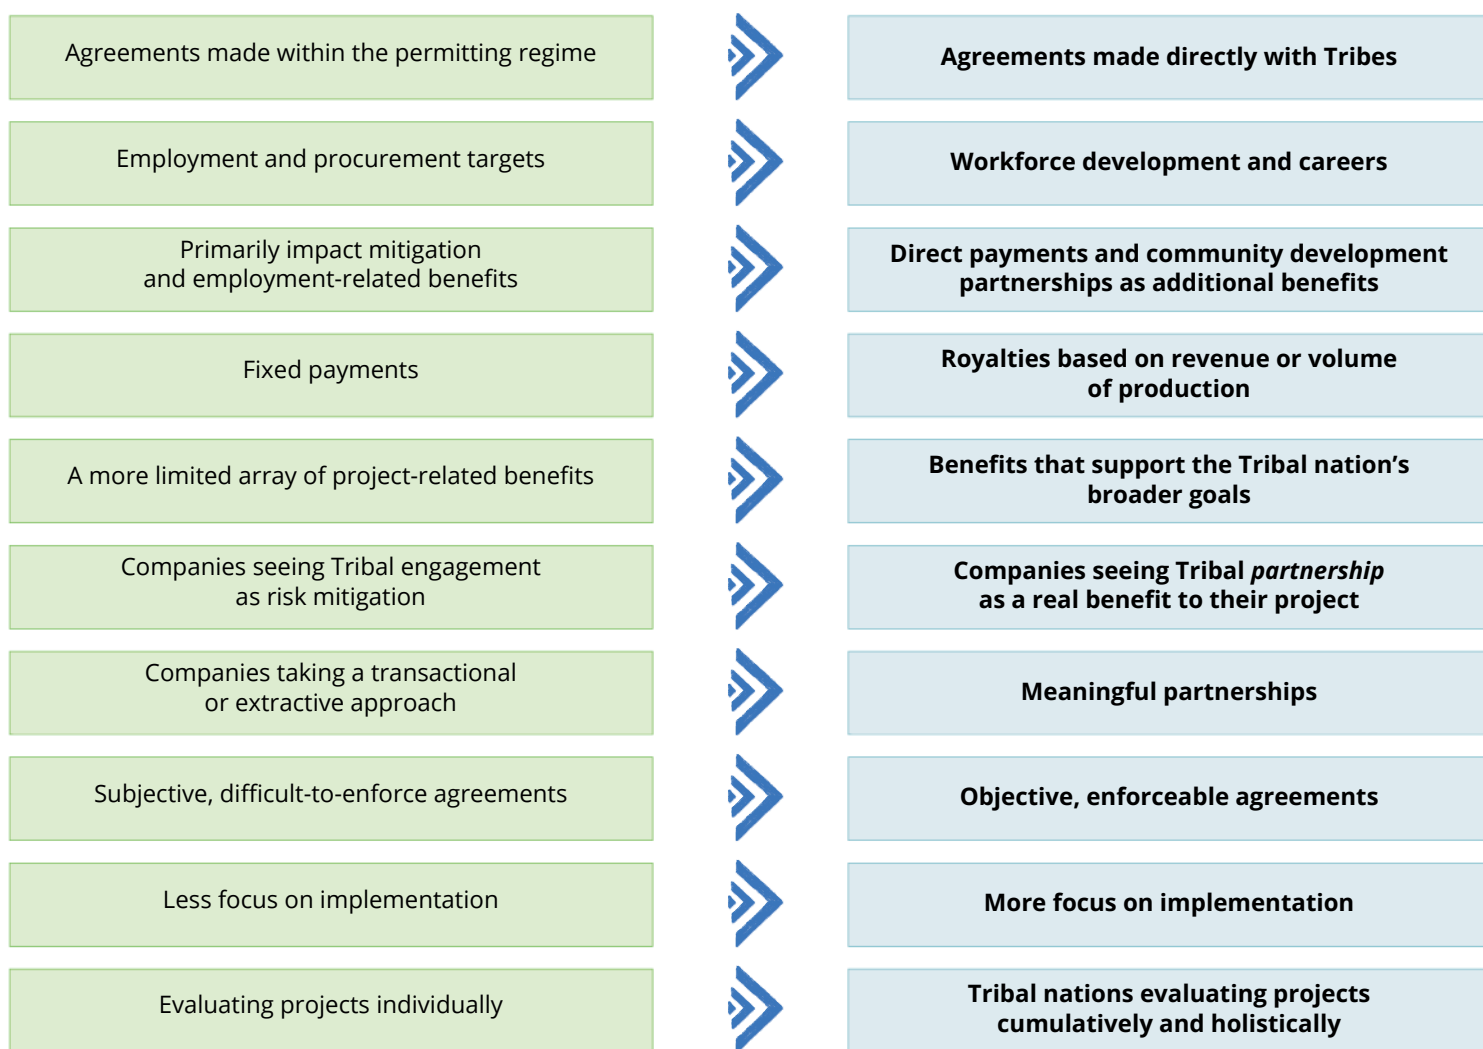 Agreements made within the permitting regime
Agreements made directly with Tribes
Employment and procurement targets
Workforce development and careers
Primarily impact mitigation
and employment-related benefits
Direct payments and community development
partnerships as additional benefits
Fixed payments
Royalties based on revenue or volume
of production
A more limited array of project-related benefits
Benefits that support the Tribal nation’s
broader goals
Companies seeing Tribal engagement
as risk mitigation
Companies seeing Tribal partnership
as a real benefit to their project
Companies taking a transactional
or extractive approach
Meaningful partnerships
Subjective, difficult-to-enforce agreements
Objective, enforceable agreements
Less focus on implementation
More focus on implementation
Evaluating projects individually
Tribal nations evaluating projects
cumulatively and holistically